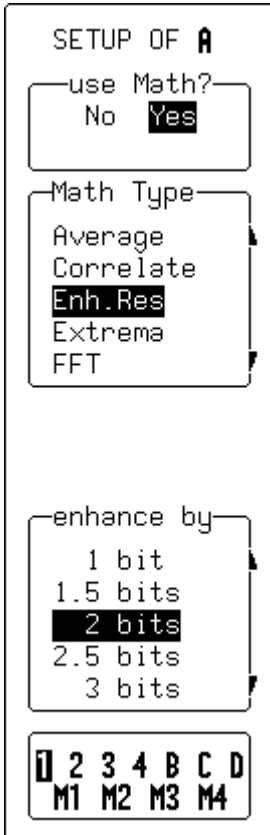 SETUP OF A
use Math?
No Yes
Math Type
Average
Correlate
Enh.Res
Extrema
FFT
enhance by
1 bit
1.5 bits
2 bits
2.5 bits
3 bits
1 2 3 4 B C D
M1 M2 M3 M4